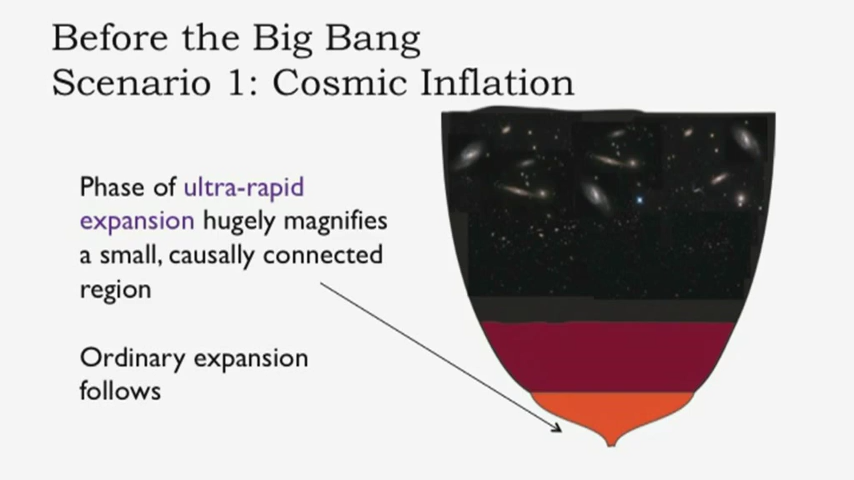 Before the Big Bang
Scenario 1: Cosmic Inflation
Phase of ultra-rapid
expansion hugely magnifies
a small, causally connected
region
Ordinary expansion
follows